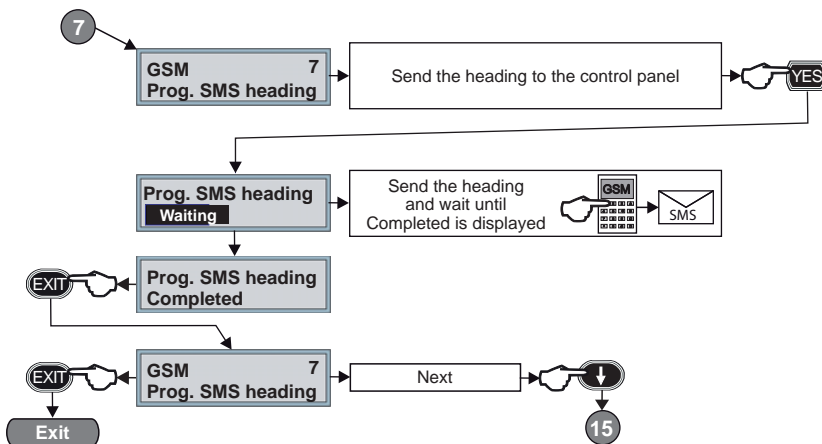 7
GSM 7
Prog. SMS heading
Send the heading to the control panel
YES
Prog. SMS heading
Waiting
Send the heading
and wait until
Completed is displayed
GSM
SMS
EXIT
Prog. SMS heading
Completed
EXIT
GSM 7
Prog. SMS heading
Next
Exit
15